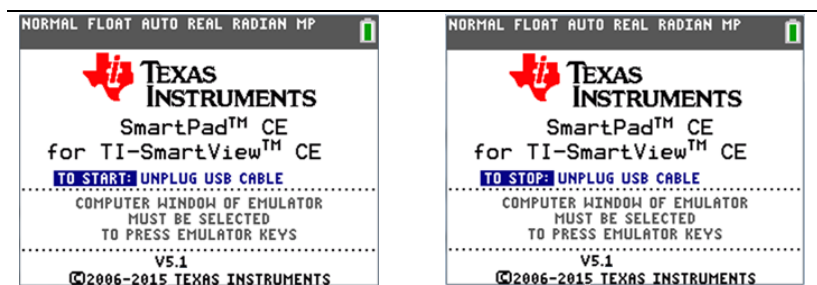 NORMAL FLOAT AUTO REAL RADIAN MP
TEXAS
INSTRUMENTS
SmartPad™ CE
for TI-SmartView™ CE
TO START: UNPLUG USB CABLE
COMPUTER WINDOW OF EMULATOR
MUST BE SELECTED
TO PRESS EMULATOR KEYS
V5.1
©2006-2015 TEXAS INSTRUMENTS
NORMAL FLOAT AUTO REAL RADIAN MP
TEXAS
INSTRUMENTS
SmartPad™ CE
for TI-SmartView™ CE
TO STOP: UNPLUG USB CABLE
COMPUTER WINDOW OF EMULATOR
MUST BE SELECTED
TO PRESS EMULATOR KEYS
V5.1
©2006-2015 TEXAS INSTRUMENTS